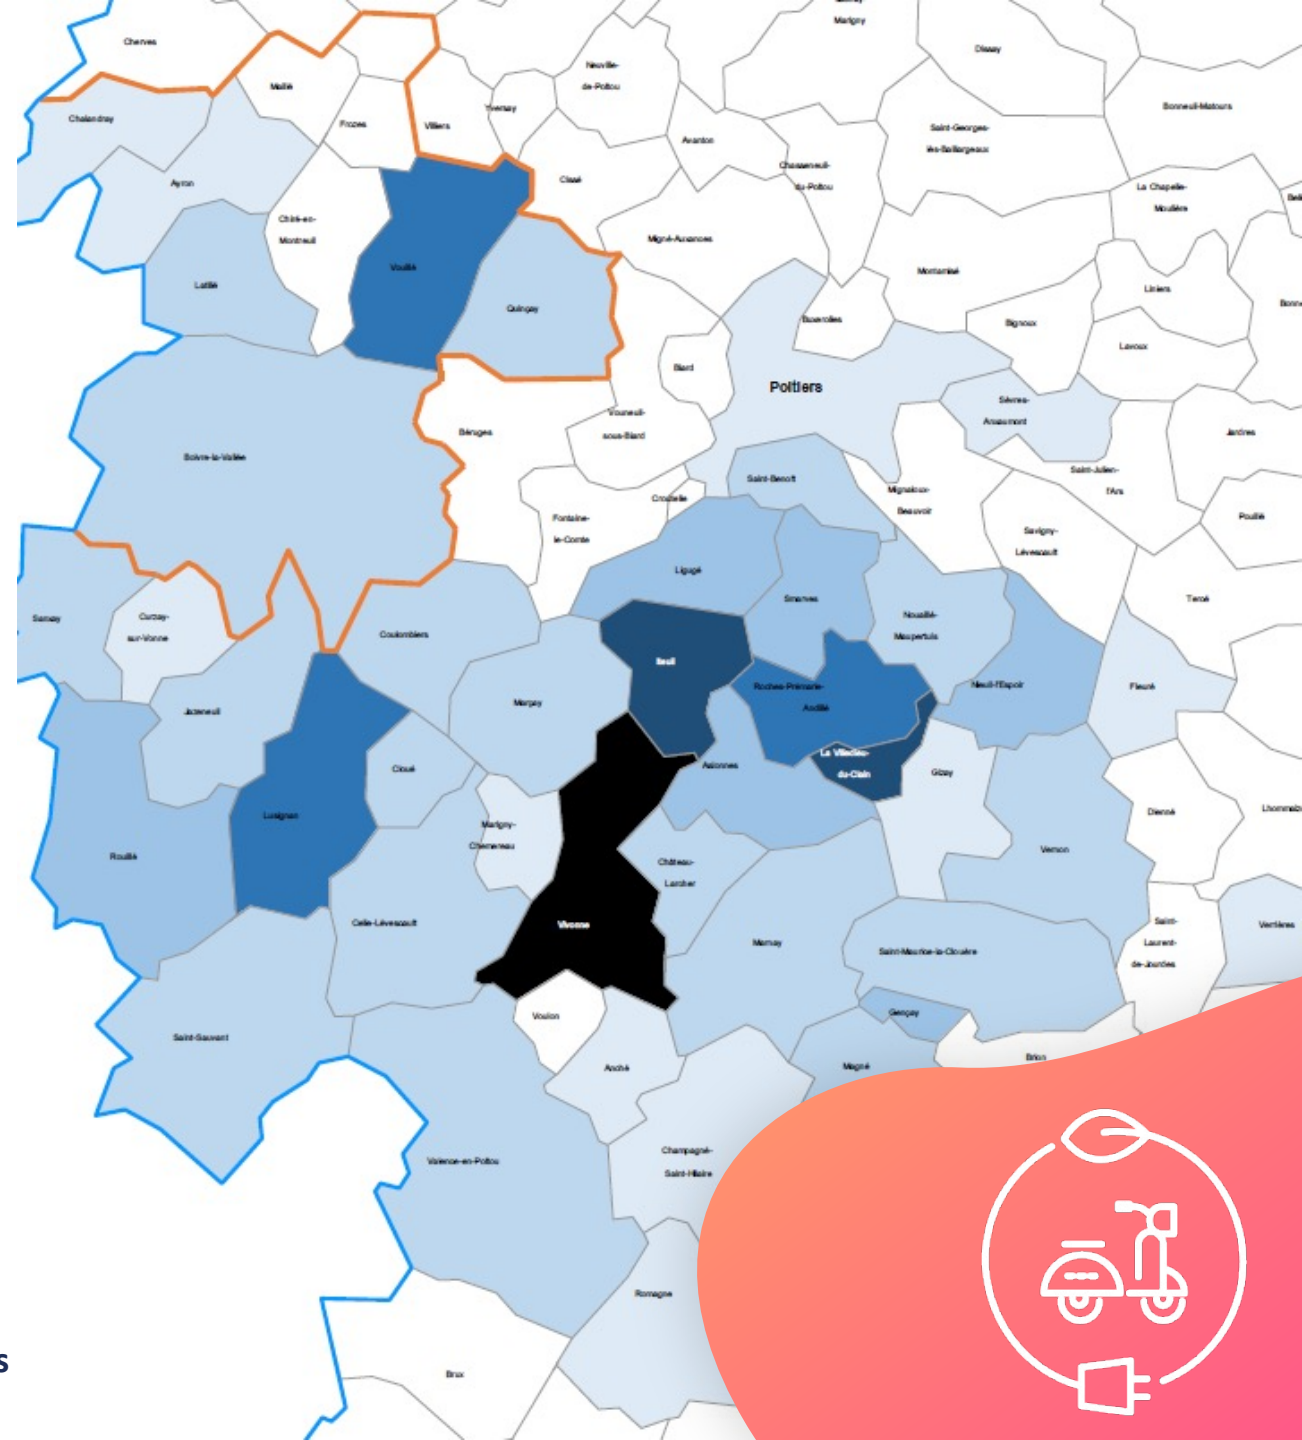 Marigny
Cherves
Dissay
Neuville-
de-Poitou
Maillé
Chalandray
Frozes
Villiers
Yversay
Avanton
Saint-Georges-
lès-Baillargeaux
Bonneuil-Matours
Chasseneuil-
du-Poitou
Cissé
Ayron
La Chapelle-
Moulière
Chiré-en-
Montreuil
Migné-Auxances
Vouillé
Montamisé
Latillé
Liniers
Bonne
Quinçay
Buxerolles
Bignoux
Lavoux
Biard
Poitiers
Sèvres-
Anxaumont
Vouneuil-
sous-Biard
Béruges
Jardres
Boivre-la-Vallée
Saint-Benoît
Saint-Julien-
l'Ars
Croutelle
Mignaloux-
Beauvoir
Fontaine-
le-Comte
Pouillé
Savigny-
Lévescault
Ligugé
Smarves
Tercé
Sanxay
Curzay-
sur-Vonne
Coulombiers
Nouaillé-
Maupertuis
Iteuil
Roches-Prémarie-
Andillé
Nieuil-l'Espoir
Fleuré
Jazeneuil
Marçay
La Villedieu-
du-Clain
Cloué
Aslonnes
Gizay
Lusignan
Dienné
Lhommaiz
Marigny-
Chemereau
Rouillé
Château-
Larcher
Vernon
Celle-Lévescault
Vivonne
Saint-
Laurent-
de-Jourdes
Verrières
Marnay
Saint-Maurice-la-Clouère
Gençay
Voulon
Saint-Sauvant
Anché
Magné
Brion
Valence-en-Poitou
Champagné-
Saint-Hilaire
Romagne
s
Brux